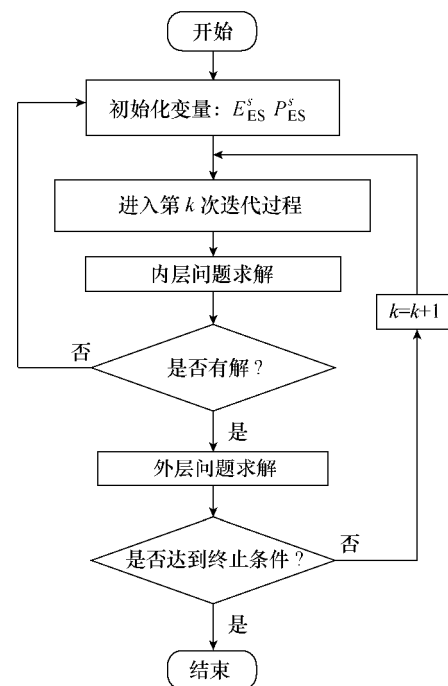 开始
初始化变量：E_ES^s P_ES^s
进入第 k 次迭代过程
内层问题求解
k=k+1
否
是否有解？
是
外层问题求解
是否达到终止条件？
否
是
结束